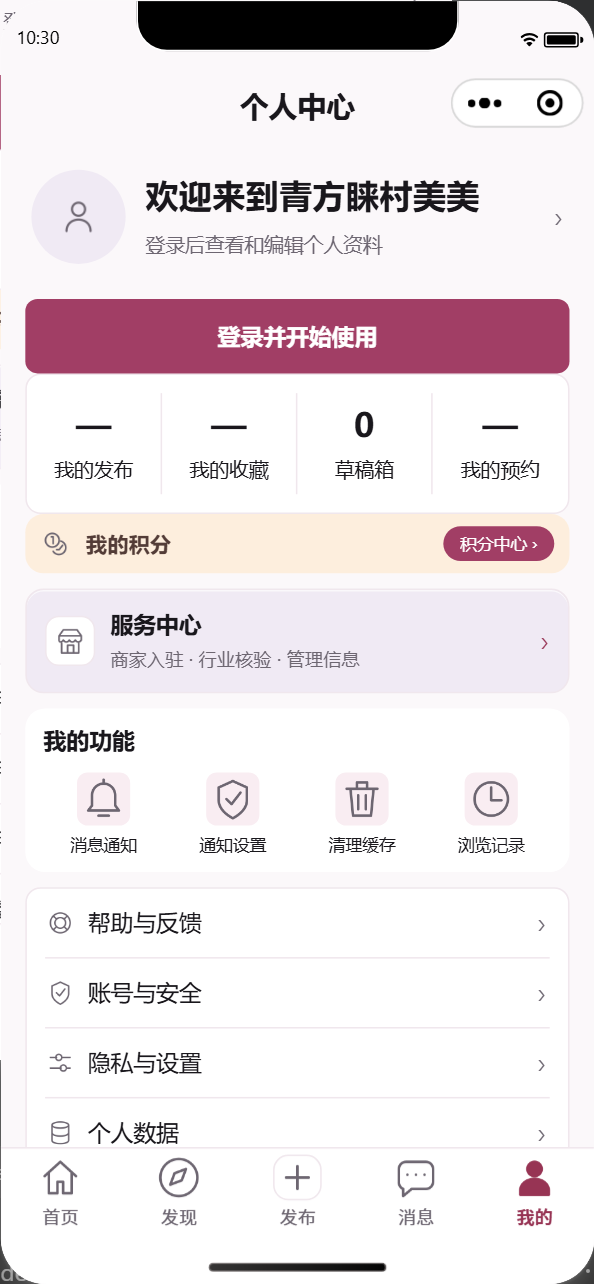 10:30
个人中心
欢迎来到青方睐村美美
登录后查看和编辑个人资料
›
登录并开始使用
— — 0 —
我的发布 我的收藏 草稿箱 我的预约
我的积分 积分中心 ›
服务中心
商家入驻 · 行业核验 · 管理信息
›
我的功能
消息通知 通知设置 清理缓存 浏览记录
帮助与反馈 ›
账号与安全 ›
隐私与设置 ›
个人数据 ›
首页 发现 发布 消息 我的